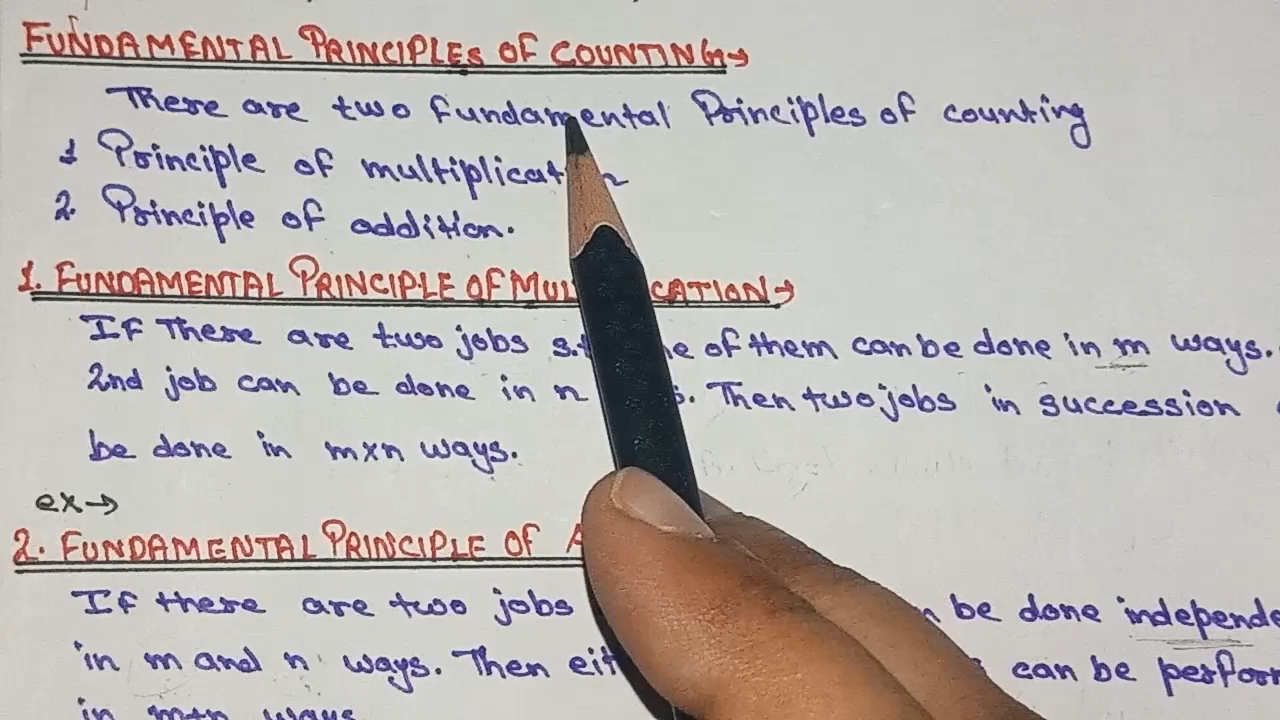 FUNDAMENTAL PRINCIPLES OF COUNTING→
There are two fundamental Principles of counting
1 Principle of multiplicat
2. Principle of addition.
1. FUNDAMENTAL PRINCIPLE OF MUL CATION→
If There are two jobs s.t of them can be done in m ways.
2nd job can be done in n . Then two jobs in succession
be done in m×n ways.
ex→
2. FUNDAMENTAL PRINCIPLE OF A
If there are two jobs be done independe
in m and n ways. Then eit can be perfor
in m+n ways